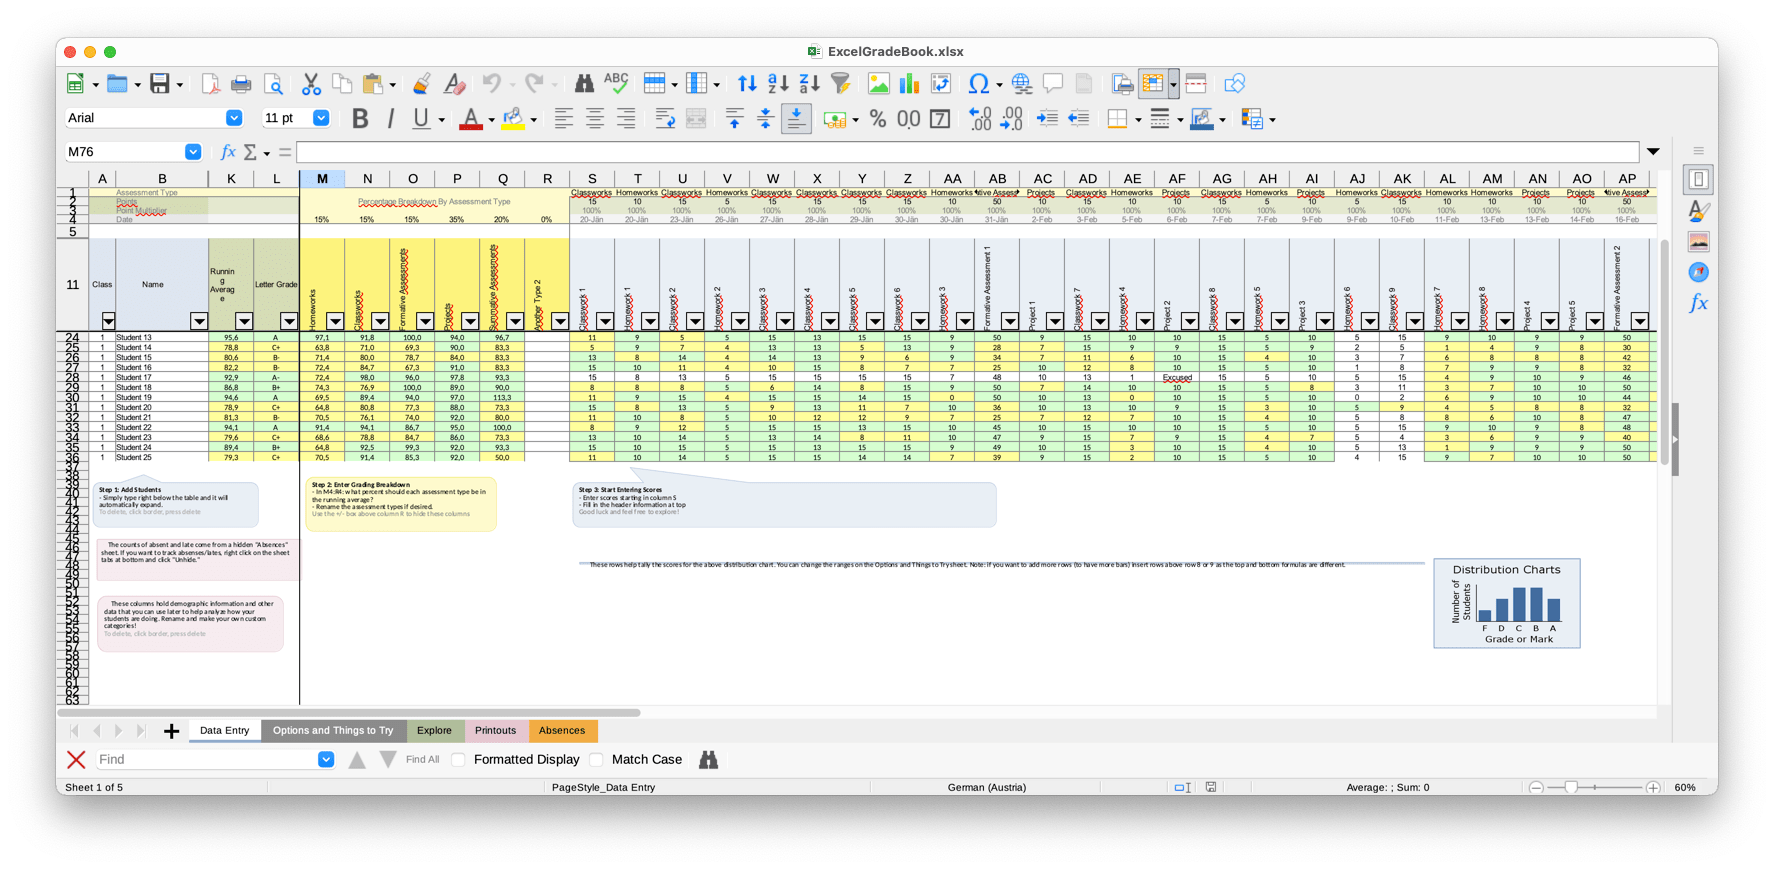 ExcelGradeBook.xlsx
ABC
Arial 11 pt
M76
A B K L M N O P Q R S T U V W X Y Z AA AB AC AD AE AF AG AH AI AJ AK AL AM AN AO AP
1 Assessment Type Classworks Homeworks Classworks Homeworks Classworks Classworks Classworks Classworks Homeworks tive Assess Projects Classworks Homeworks Projects Classworks Homeworks Projects Homeworks Classworks Homeworks Homeworks Projects Projects tive Assess
2 Points Percentage Breakdown By Assessment Type 15 10 15 5 15 15 15 15 10 50 10 15 10 10 15 5 10 5 15 10 10 10 10 50
3 Point Multiplier 100% 100% 100% 100% 100% 100% 100% 100% 100% 100% 100% 100% 100% 100% 100% 100% 100% 100% 100% 100% 100% 100% 100% 100%
4 Date 15% 15% 15% 35% 20% 0% 20-Jän 20-Jän 23-Jän 26-Jän 27-Jän 28-Jän 29-Jän 30-Jän 31-Jän 31-Jän 2-Feb 3-Feb 5-Feb 6-Feb 6-Feb 7-Feb 9-Feb 9-Feb 9-Feb 11-Feb 13-Feb 13-Feb 14-Feb 16-Feb
5
11 Class Name Running Average Letter Grade Homeworks Classworks Formative Assessments Projects Summative Assessments Another Type 2 Classwork 1 Homework 1 Classwork 2 Homework 2 Classwork 3 Classwork 4 Classwork 5 Classwork 6 Homework 3 Formative Assessment 1 Project 1 Classwork 7 Homework 4 Project 2 Classwork 8 Homework 5 Project 3 Homework 6 Classwork 9 Homework 7 Homework 8 Project 4 Project 5 Formative Assessment 2
24 1 Student 13 95,6 A 97,1 91,8 100,0 94,0 96,7 11 9 5 5 15 13 15 15 9 50 9 15 10 10 15 5 10 5 15 9 10 9 9 50
25 1 Student 14 78,8 C+ 63,8 71,0 69,3 90,0 83,3 5 9 7 4 13 13 5 13 9 28 7 15 9 9 15 5 9 2 5 1 4 9 8 30
26 1 Student 15 80,6 B- 71,4 80,0 78,7 84,0 83,3 13 8 14 4 14 13 9 6 9 34 7 11 6 10 15 4 10 3 7 6 8 8 8 42
27 1 Student 16 82,2 B- 72,4 84,7 67,3 91,0 83,3 15 10 11 4 10 15 8 7 7 25 10 12 8 10 15 5 10 1 8 7 9 9 8 32
28 1 Student 17 92,9 A- 72,4 98,0 96,0 97,8 93,3 15 8 13 5 15 15 15 15 7 48 10 13 1 Excused 15 5 10 5 15 4 9 10 10 46
29 1 Student 18 86,8 B+ 74,3 76,9 100,0 89,0 90,0 8 8 8 5 6 14 8 15 9 50 7 14 10 10 15 5 8 3 11 3 7 10 10 50
30 1 Student 19 94,6 A 69,5 89,4 94,0 97,0 113,3 11 9 15 4 15 15 14 15 0 50 10 13 0 10 15 5 10 0 2 6 9 10 10 44
31 1 Student 20 78,9 C+ 64,8 80,8 77,3 88,0 73,3 15 8 13 5 9 13 11 7 10 36 10 13 10 9 15 3 10 5 9 4 5 8 8 32
32 1 Student 21 81,3 B- 70,5 76,1 74,0 92,0 80,0 11 10 8 5 10 12 12 9 7 25 7 12 7 10 15 4 10 5 8 8 6 10 8 47
33 1 Student 22 94,1 A 91,4 94,1 86,7 95,0 100,0 8 9 12 5 15 15 13 15 10 45 10 15 10 10 15 5 10 5 15 9 10 9 8 48
34 1 Student 23 79,6 C+ 68,6 78,8 84,7 86,0 73,3 13 10 14 5 13 14 8 11 10 47 9 14 7 9 15 4 7 5 4 3 6 9 9 40
35 1 Student 24 89,4 B+ 64,8 92,5 99,3 92,0 93,3 10 10 14 5 14 15 15 15 9 49 9 15 3 10 15 4 10 5 13 1 9 10 10 50
36 1 Student 25 79,3 C+ 70,5 91,4 85,3 92,0 50,0 11 10 14 5 15 15 14 14 7 39 9 15 2 10 15 5 10 4 15 9 7 10 10 50
Step 1: Add Students
- Simply type right below the table and it will
automatically expand.
To delete, click border, press delete
Step 2: Enter Grading Breakdown
- In M4:R4: what percent should each assessment type be in
the running average?
- Rename the assessment types if desired.
Use the +/- box above column R to hide these columns
Step 3: Start Entering Scores
- Enter scores starting in column S
- Fill in the header information at top
Good luck and feel free to explore!
The counts of absent and late come from a hidden "Absences"
sheet. If you want to track absenses/lates, right click on the sheet
tabs at bottom and click "Unhide."
These rows help tally the scores for the above distribution chart. You can change the ranges on the Options and Things to Try sheet. Note: if you want to add more rows (to have more bars) insert rows above row 8 or 9 as the top and bottom formulas are different.
These columns hold demographic information and other
data that you can use later to help analyze how your
students are doing. Rename and make your own custom
categories!
To delete, click border, press delete
Distribution Charts
Number of
Students
F D C B A
Grade or Mark
37
38
39
40
41
42
43
44
45
46
47
48
49
50
51
52
53
54
55
56
57
58
59
60
61
62
63
Data Entry Options and Things to Try Explore Printouts Absences
Find Find All Formatted Display Match Case
Sheet 1 of 5 PageStyle_Data Entry German (Austria) Average: ; Sum: 0 60%